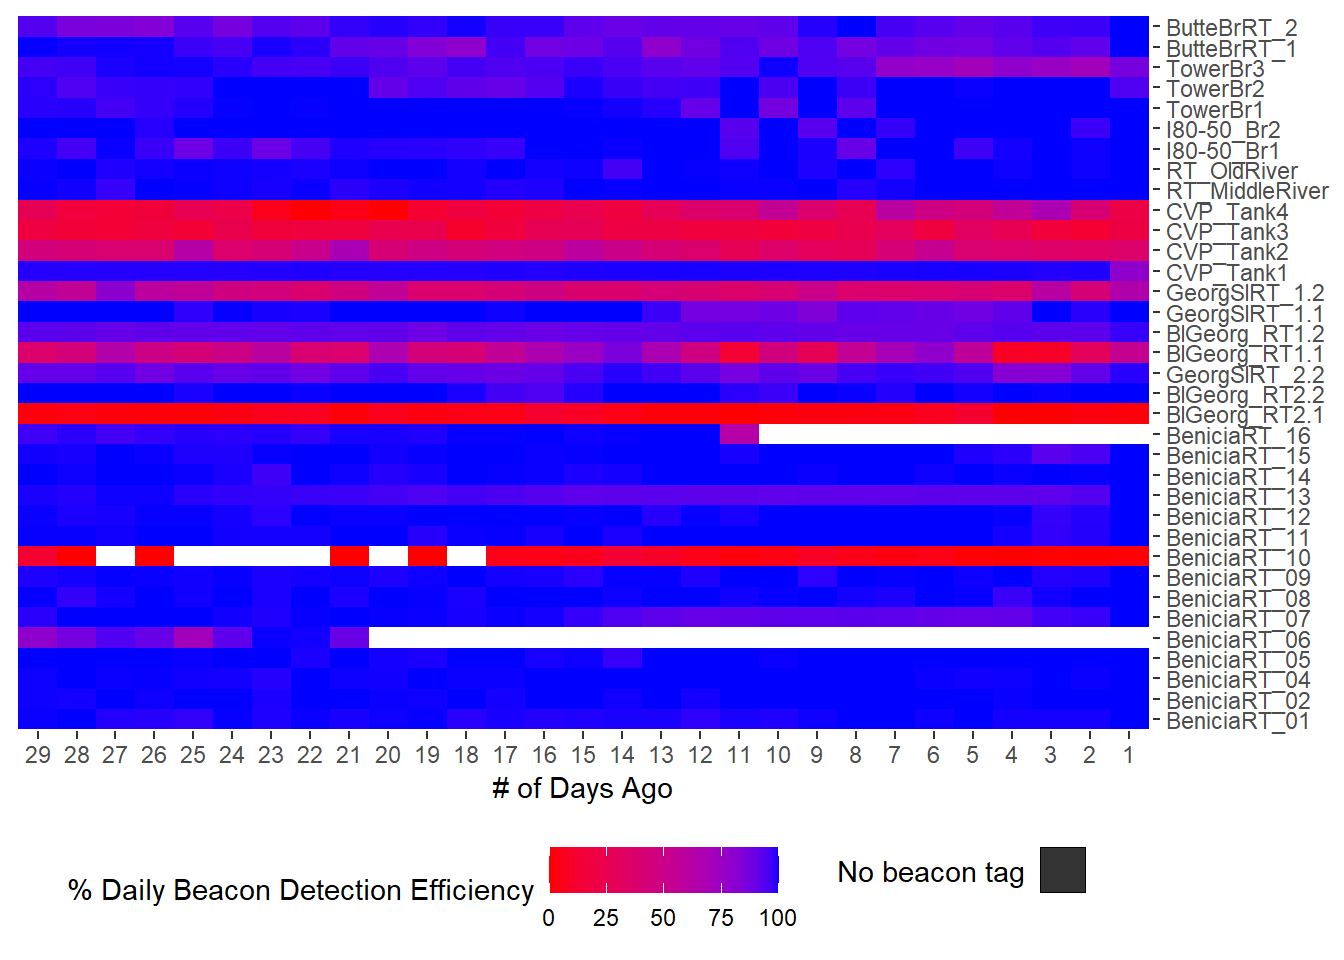 ButteBrRT_2
ButteBrRT_1
TowerBr3
TowerBr2
TowerBr1
I80-50_Br2
I80-50_Br1
RT_OldRiver
RT_MiddleRiver
CVP_Tank4
CVP_Tank3
CVP_Tank2
CVP_Tank1
GeorgSlRT_1.2
GeorgSlRT_1.1
BlGeorg_RT1.2
BlGeorg_RT1.1
GeorgSlRT_2.2
BlGeorg_RT2.2
BlGeorg_RT2.1
BeniciaRT_16
BeniciaRT_15
BeniciaRT_14
BeniciaRT_13
BeniciaRT_12
BeniciaRT_11
BeniciaRT_10
BeniciaRT_09
BeniciaRT_08
BeniciaRT_07
BeniciaRT_06
BeniciaRT_05
BeniciaRT_04
BeniciaRT_02
BeniciaRT_01
29 28 27 26 25 24 23 22 21 20 19 18 17 16 15 14 13 12 11 10 9 8 7 6 5 4 3 2 1
# of Days Ago
% Daily Beacon Detection Efficiency
0 25 50 75 100
No beacon tag